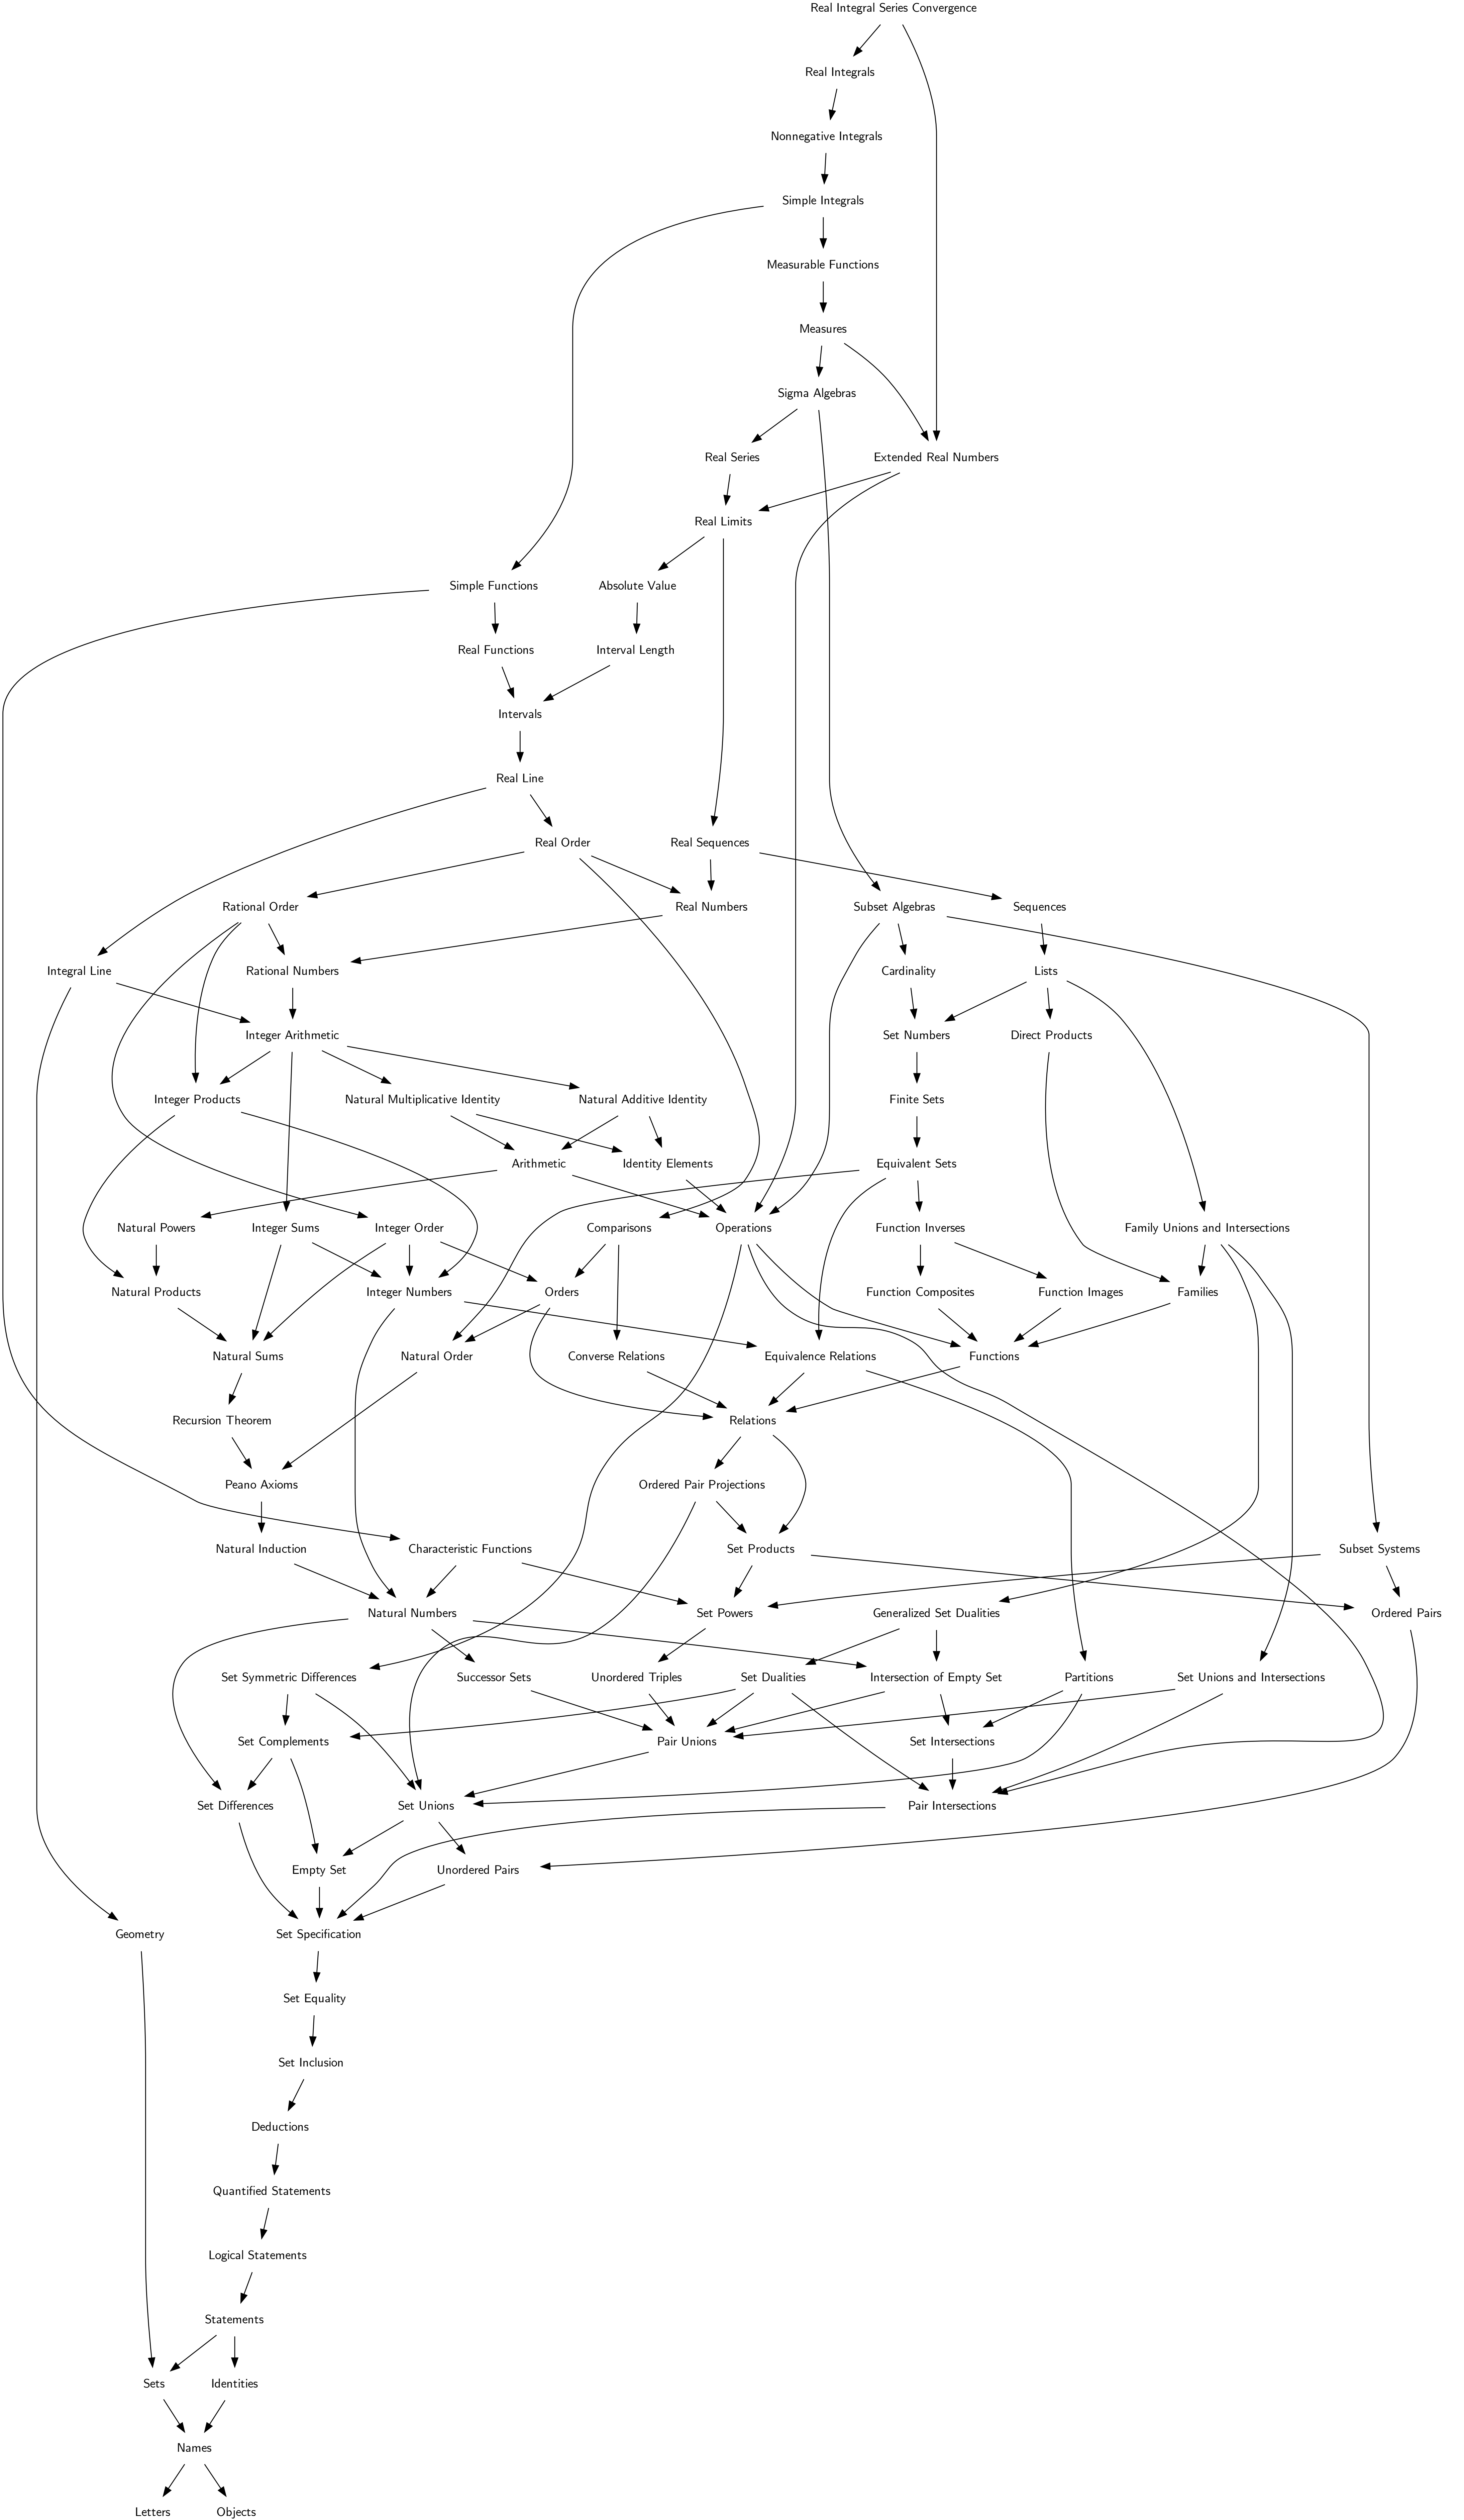 Real Integral Series Convergence
Real Integrals
Nonnegative Integrals
Simple Integrals
Measurable Functions
Measures
Sigma Algebras
Real Series
Extended Real Numbers
Real Limits
Simple Functions
Absolute Value
Real Functions
Interval Length
Intervals
Real Line
Real Order
Real Sequences
Rational Order
Real Numbers
Subset Algebras
Sequences
Integral Line
Rational Numbers
Cardinality
Lists
Integer Arithmetic
Set Numbers
Direct Products
Integer Products
Natural Multiplicative Identity
Natural Additive Identity
Finite Sets
Arithmetic
Identity Elements
Equivalent Sets
Natural Powers
Integer Sums
Integer Order
Comparisons
Operations
Function Inverses
Family Unions and Intersections
Natural Products
Integer Numbers
Orders
Function Composites
Function Images
Families
Natural Sums
Natural Order
Converse Relations
Equivalence Relations
Functions
Recursion Theorem
Relations
Peano Axioms
Ordered Pair Projections
Natural Induction
Characteristic Functions
Set Products
Subset Systems
Natural Numbers
Set Powers
Generalized Set Dualities
Ordered Pairs
Set Symmetric Differences
Successor Sets
Unordered Triples
Set Dualities
Intersection of Empty Set
Partitions
Set Unions and Intersections
Set Complements
Pair Unions
Set Intersections
Set Differences
Set Unions
Pair Intersections
Empty Set
Unordered Pairs
Geometry
Set Specification
Set Equality
Set Inclusion
Deductions
Quantified Statements
Logical Statements
Statements
Sets
Identities
Names
Letters
Objects